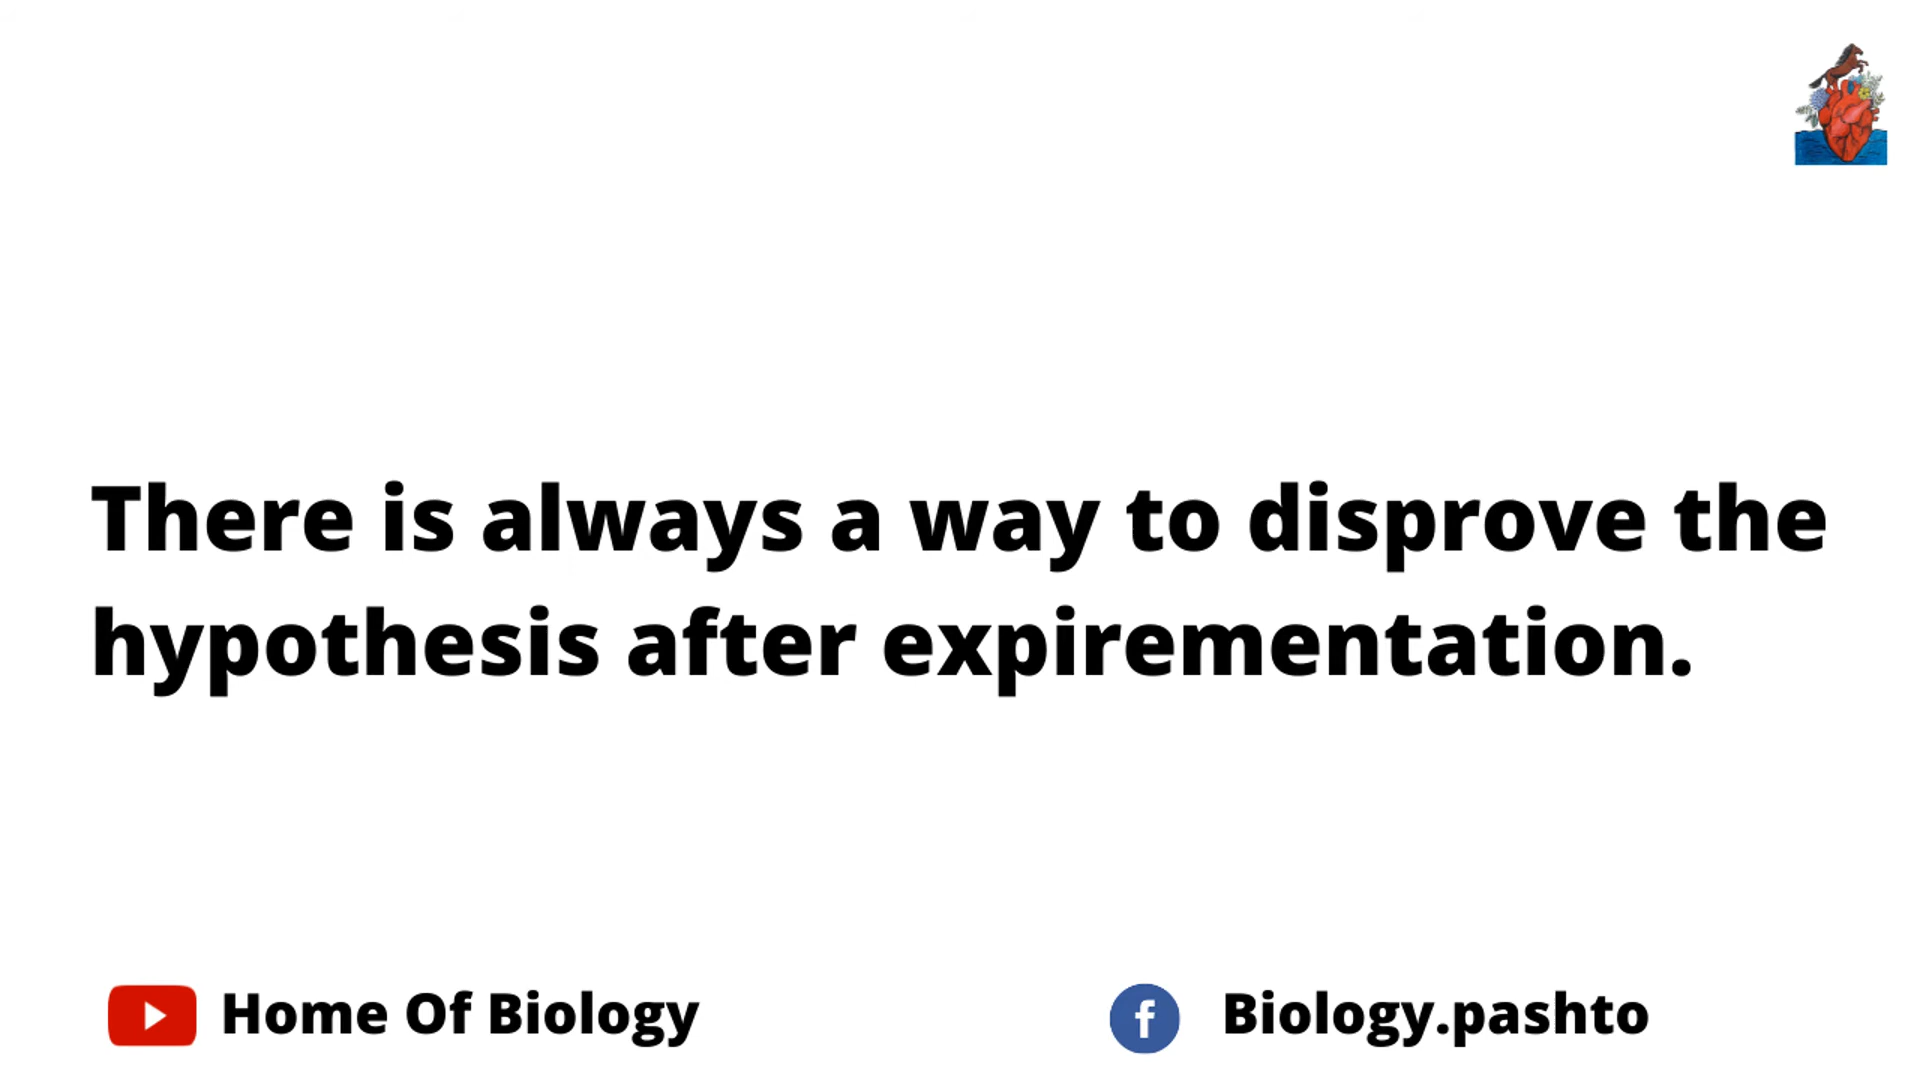 There is always a way to disprove the
hypothesis after expirementation.
Home Of Biology
Biology.pashto